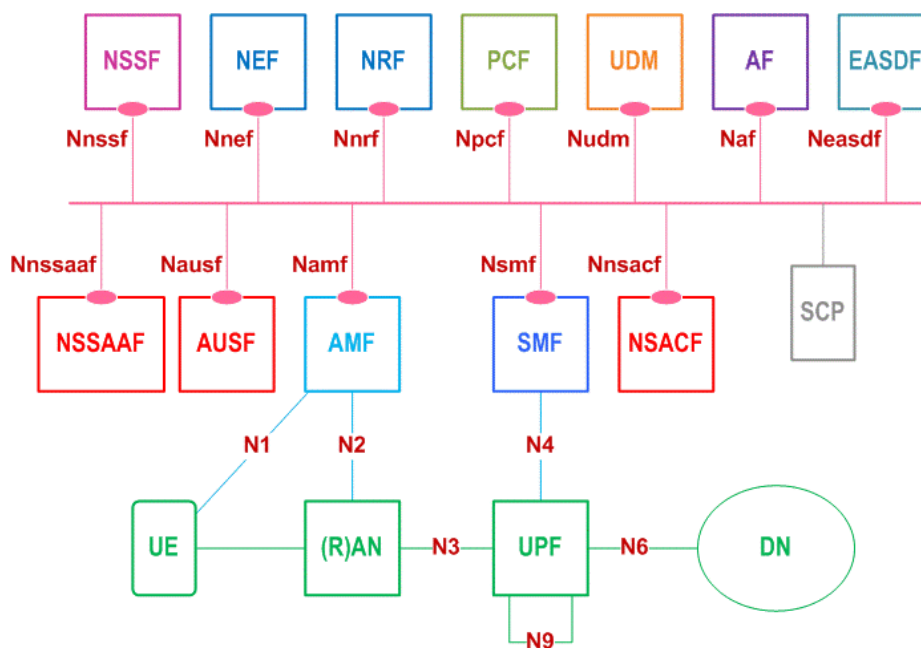 NSSF NEF NRF PCF UDM AF EASDF
Nnssf Nnef Nnrf Npcf Nudm Naf Neasdf
Nnssaaf Nausf Namf Nsmf Nnsacf
NSSAAF AUSF AMF SMF NSACF SCP
N1 N2 N4
UE (R)AN N3 UPF N6 DN
N9